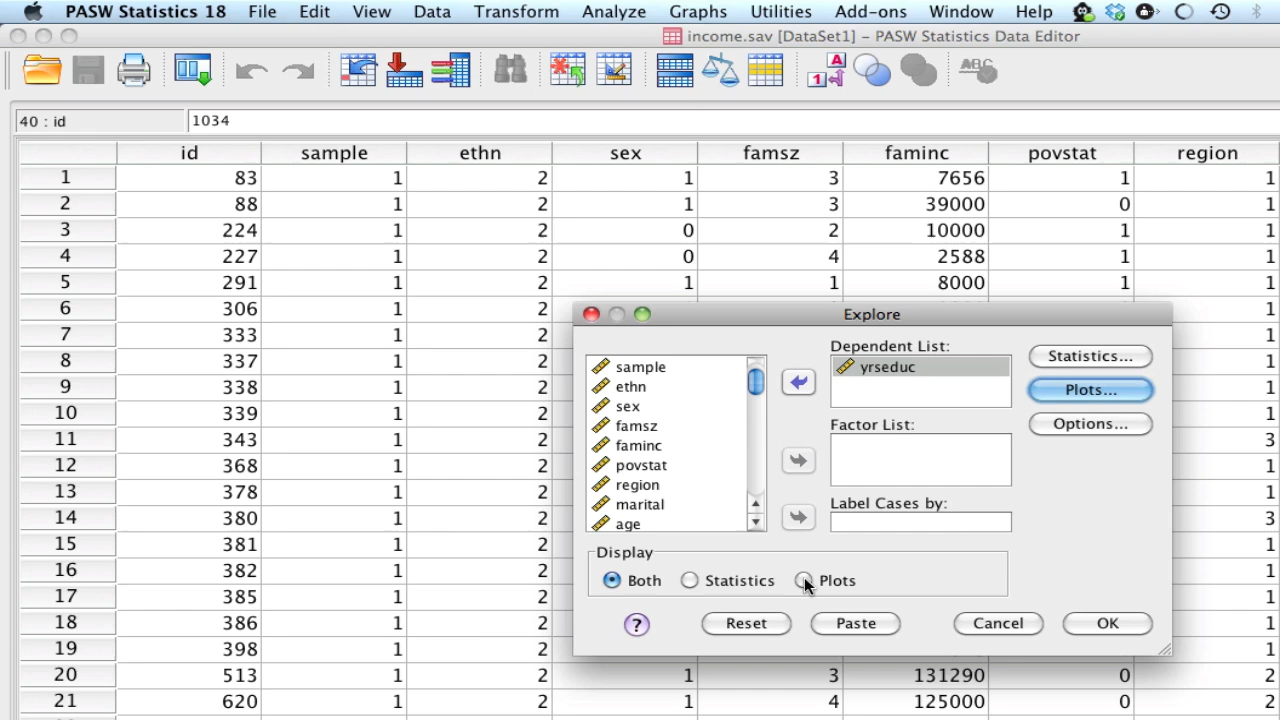 PASW Statistics 18 File Edit View Data Transform Analyze Graphs Utilities Add-ons Window Help
income.sav [DataSet1] – PASW Statistics Data Editor
1 A
ABC
40 : id 1034
id sample ethn sex famsz faminc povstat region
1 83 1 2 1 3 7656 1 1
2 88 1 2 1 3 39000 0 1
3 224 1 2 0 2 10000 1 1
4 227 1 2 0 4 2588 1 1
5 291 1 2 1 1 8000 1 1
6 306 1 2 1
7 333 1 2 1
8 337 1 2 1
9 338 1 2 1
10 339 1 2 1
11 343 1 2 3
12 368 1 2 1
13 378 1 2 1
14 380 1 2 3
15 381 1 2 1
16 382 1 2 1
17 385 1 2 1
18 386 1 2 1
19 398 1 2 1
20 513 1 2 1 3 131290 0 2
21 620 1 2 1 4 125000 0 2
Explore
sample
ethn
sex
famsz
faminc
povstat
region
marital
age
Dependent List:
yrseduc
Factor List:
Label Cases by:
Statistics...
Plots...
Options...
Display
Both Statistics Plots
? Reset Paste Cancel OK